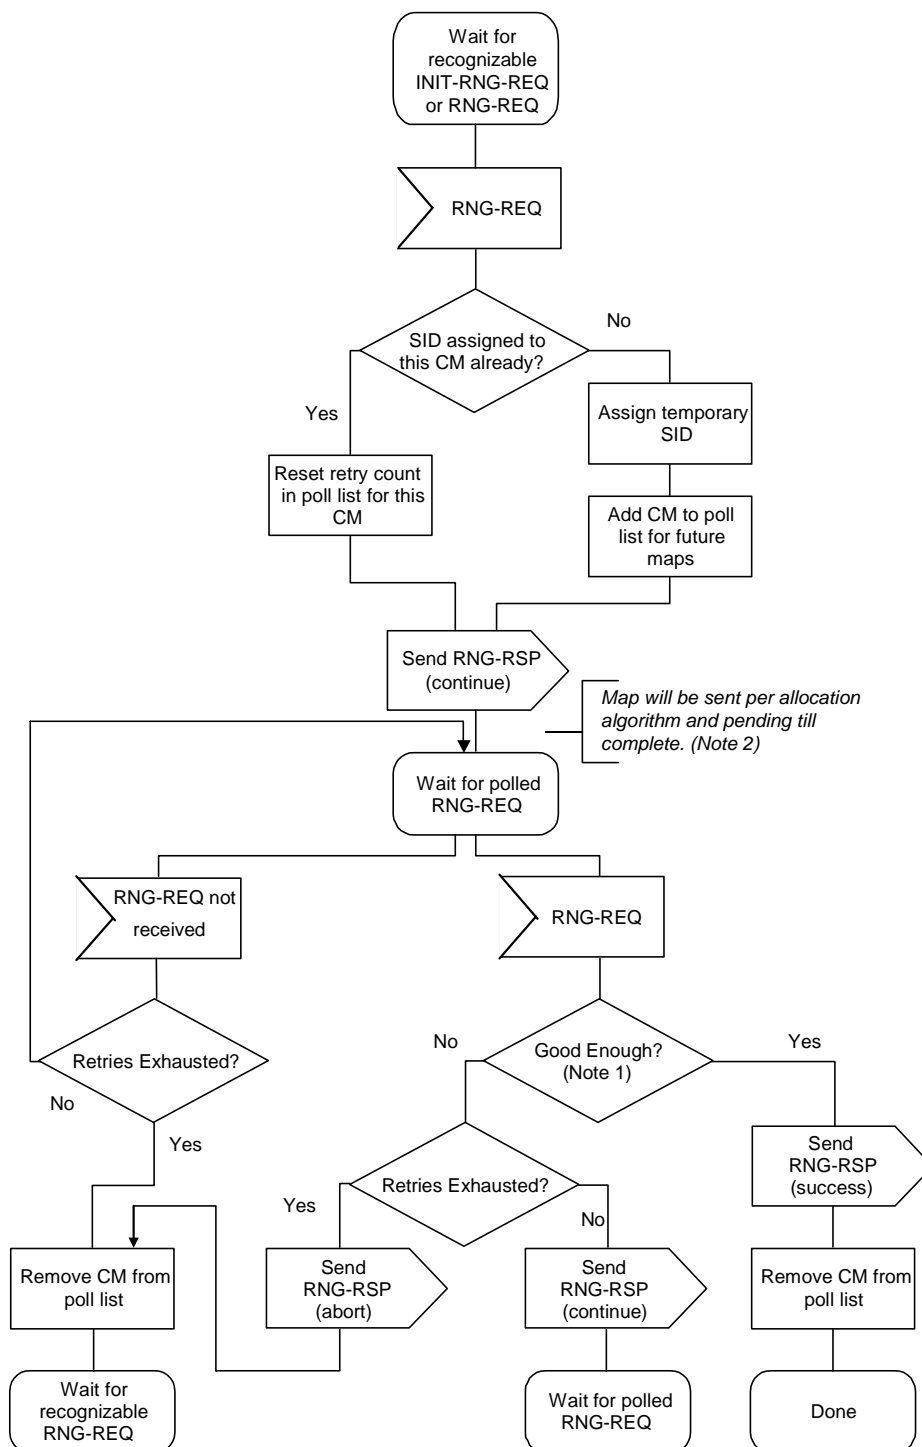 Wait for
recognizable
INIT-RNG-REQ
or RNG-REQ
RNG-REQ
SID assigned to
this CM already?
No
Yes
Assign temporary
SID
Reset retry count
in poll list for this
CM
Add CM to poll
list for future
maps
Send RNG-RSP
(continue)
Map will be sent per allocation
algorithm and pending till
complete. (Note 2)
Wait for polled
RNG-REQ
RNG-REQ not
received
RNG-REQ
Retries Exhausted?
No
Yes
Good Enough?
(Note 1)
No
Yes
Retries Exhausted?
Yes
No
Send
RNG-RSP
(success)
Remove CM from
poll list
Send
RNG-RSP
(abort)
Send
RNG-RSP
(continue)
Remove CM from
poll list
Wait for
recognizable
RNG-REQ
Wait for polled
RNG-REQ
Done